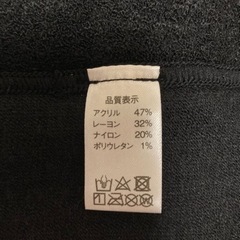 品質表示
アクリル 47%
レーヨン 32%
ナイロン 20%
ポリウレタン 1%